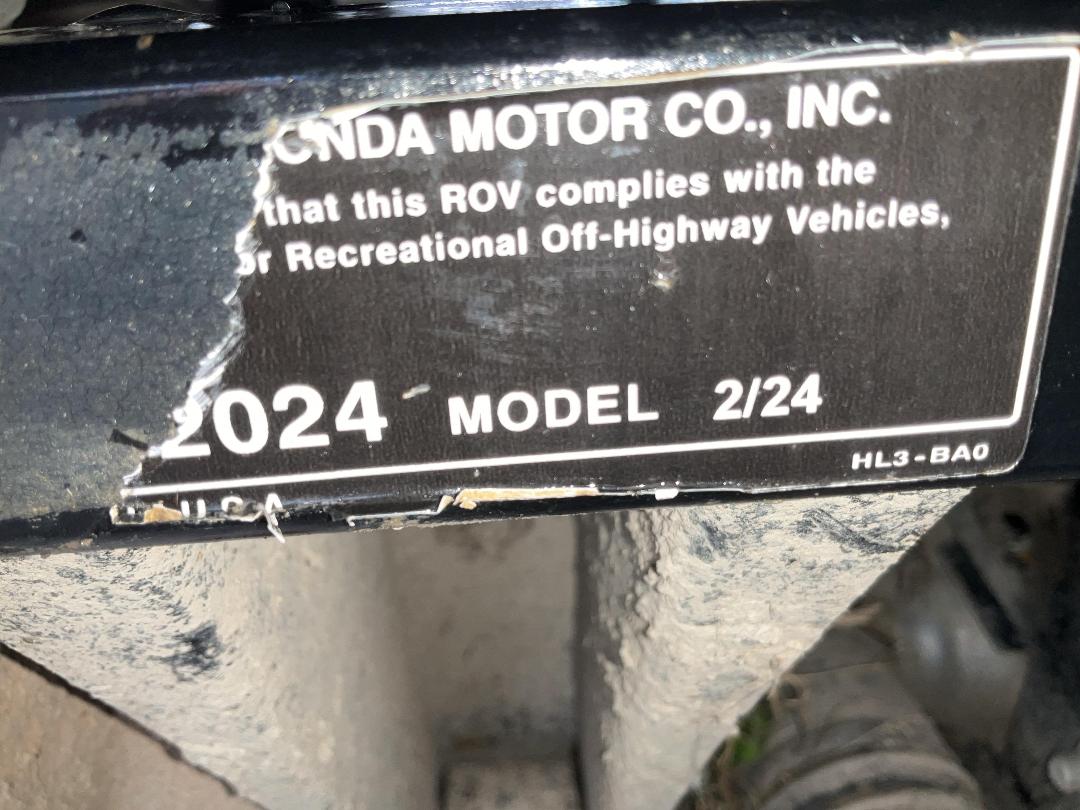 ONDA MOTOR CO., INC.
that this ROV complies with the
or Recreational Off-Highway Vehicles,
2024 MODEL 2/24
HL3-BA0
U.S.A